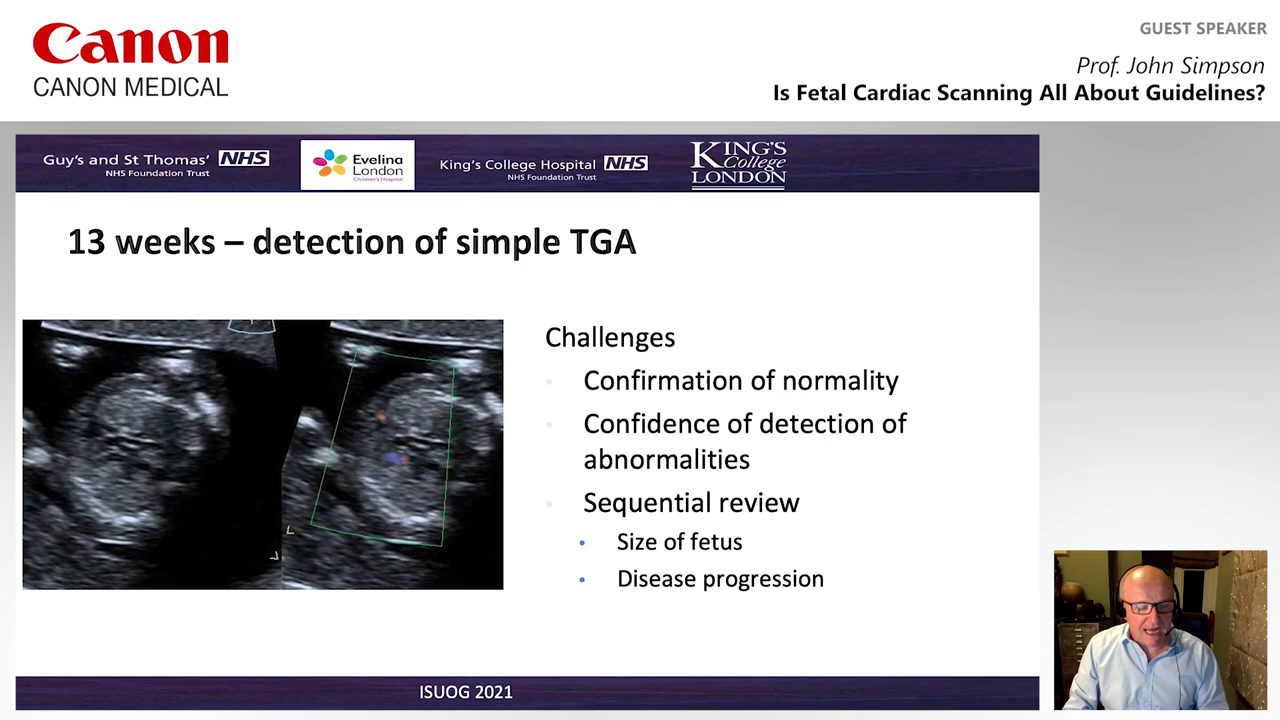 Canon
CANON MEDICAL
GUEST SPEAKER
Prof. John Simpson
Is Fetal Cardiac Scanning All About Guidelines?
Guy's and St Thomas' NHS
NHS Foundation Trust
Evelina
London
Children's Hospital
King's College Hospital NHS
NHS Foundation Trust
KING'S
College
LONDON
13 weeks – detection of simple TGA
Challenges
Confirmation of normality
Confidence of detection of
abnormalities
Sequential review
Size of fetus
Disease progression
ISUOG 2021